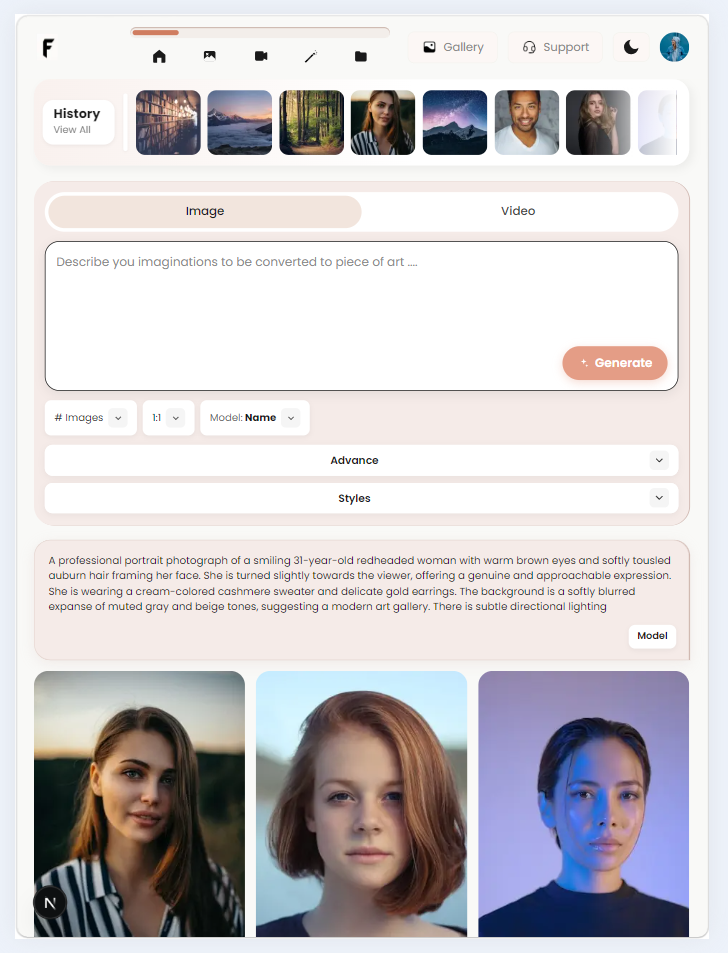 F
Gallery
Support
History
View All
Image
Video
Describe you imaginations to be converted to piece of art ....
Generate
# Images
1:1
Model: Name
Advance
Styles
A professional portrait photograph of a smiling 31-year-old redheaded woman with warm brown eyes and softly tousled
auburn hair framing her face. She is turned slightly towards the viewer, offering a genuine and approachable expression.
She is wearing a cream-colored cashmere sweater and delicate gold earrings. The background is a softly blurred
expanse of muted gray and beige tones, suggesting a modern art gallery. There is subtle directional lighting
Model
N